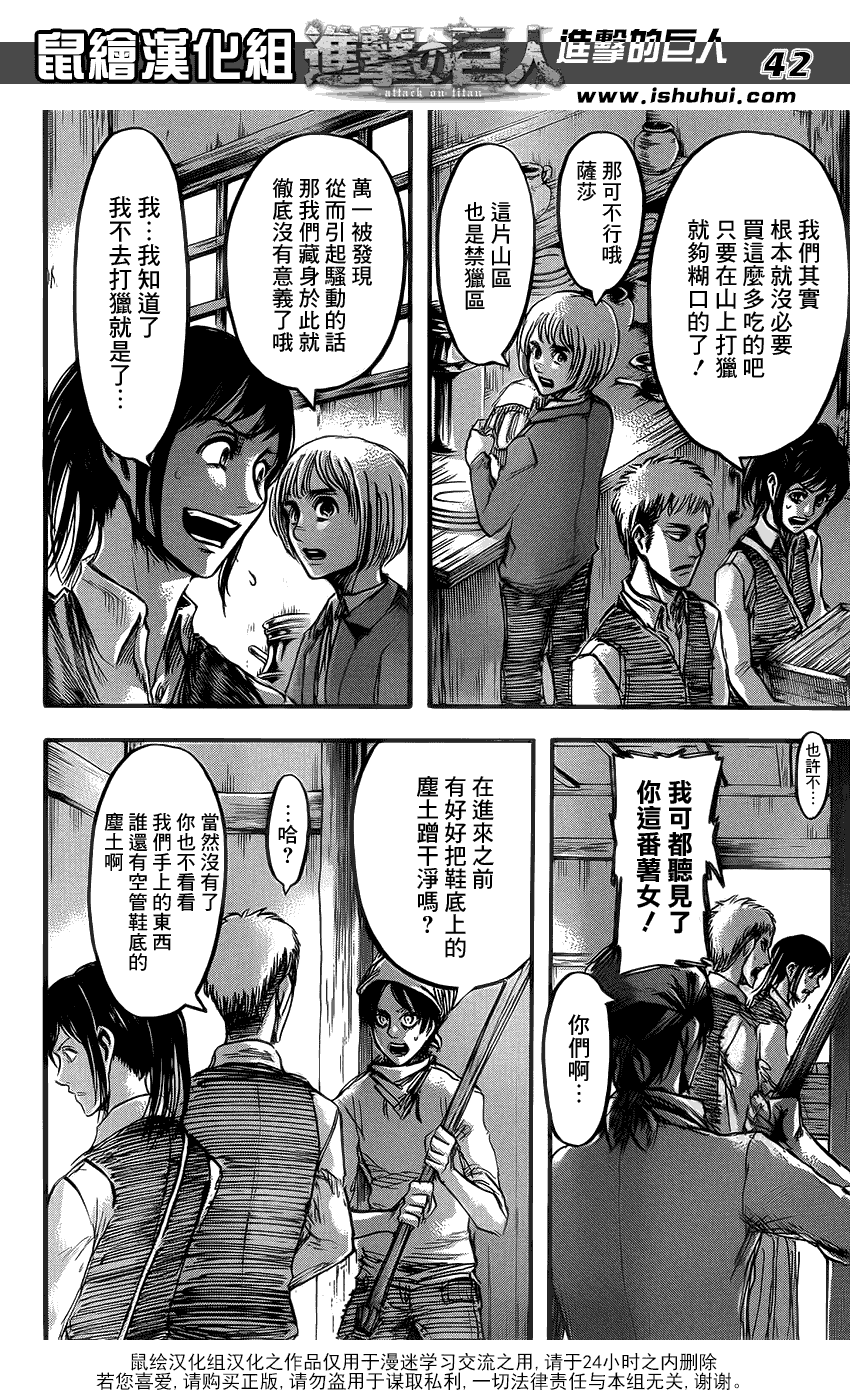 鼠繪漢化組
進撃の巨人
attack on titan
進擊的巨人
42
www.ishuhui.com
我們其實
根本就沒必要
買這麼多吃的吧
只要在山上打獵
就夠糊口的了！
那可不行哦
薩莎
這片山區
也是禁獵區
萬一被發現
從而引起騷動的話
那我們藏身於此就
徹底沒有意義了哦
我…我知道了
我不去打獵就是了…
也許不…
我可都聽見了
你這番薯女！
你們…
在進來之前
有好好把鞋底上的
塵土蹭干淨嗎？
…哈？
當然沒有了
你也不看看
我們手上的東西
誰還有空管鞋底的
塵土啊
鼠绘汉化组汉化之作品仅用于漫迷学习交流之用, 请于24小时之内删除
若您喜爱, 请购买正版, 请勿用于谋取私利, 一切法律责任与本组无关, 谢谢。